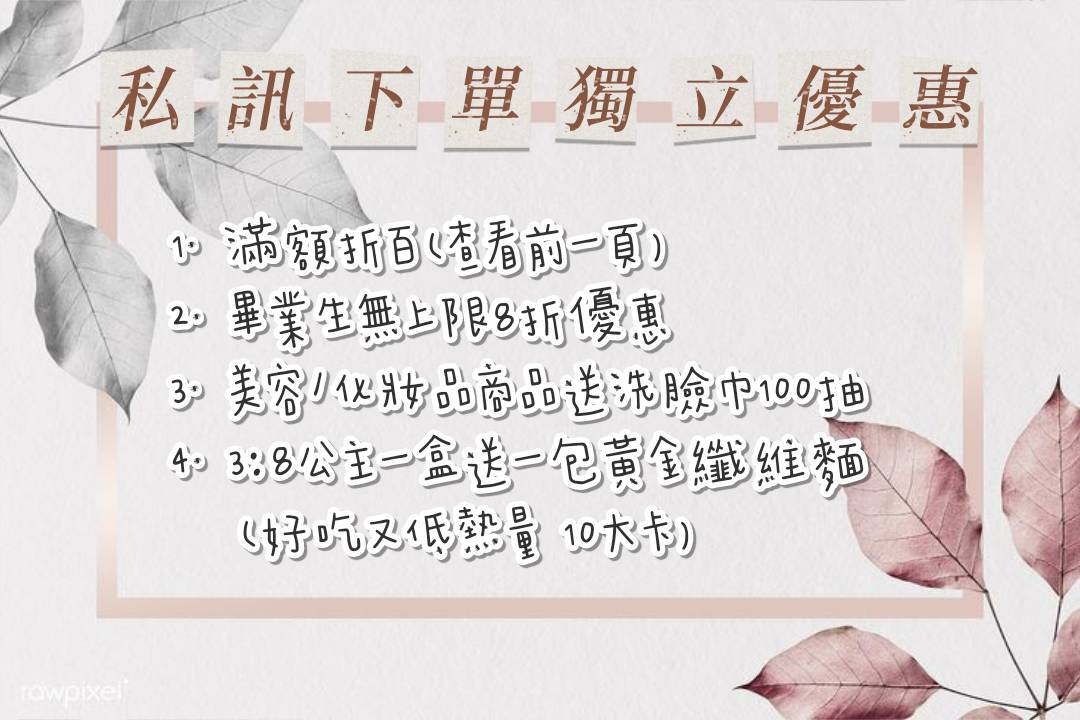 私訊下單獨立優惠
1. 滿額折百(查看前一頁)
2. 畢業生無上限8折優惠
3. 美容/化妝品商品送洗臉巾100抽
4. 3:8公主一盒送一包黃金纖維麵
(好吃又低熱量 10大卡)
rawpixel